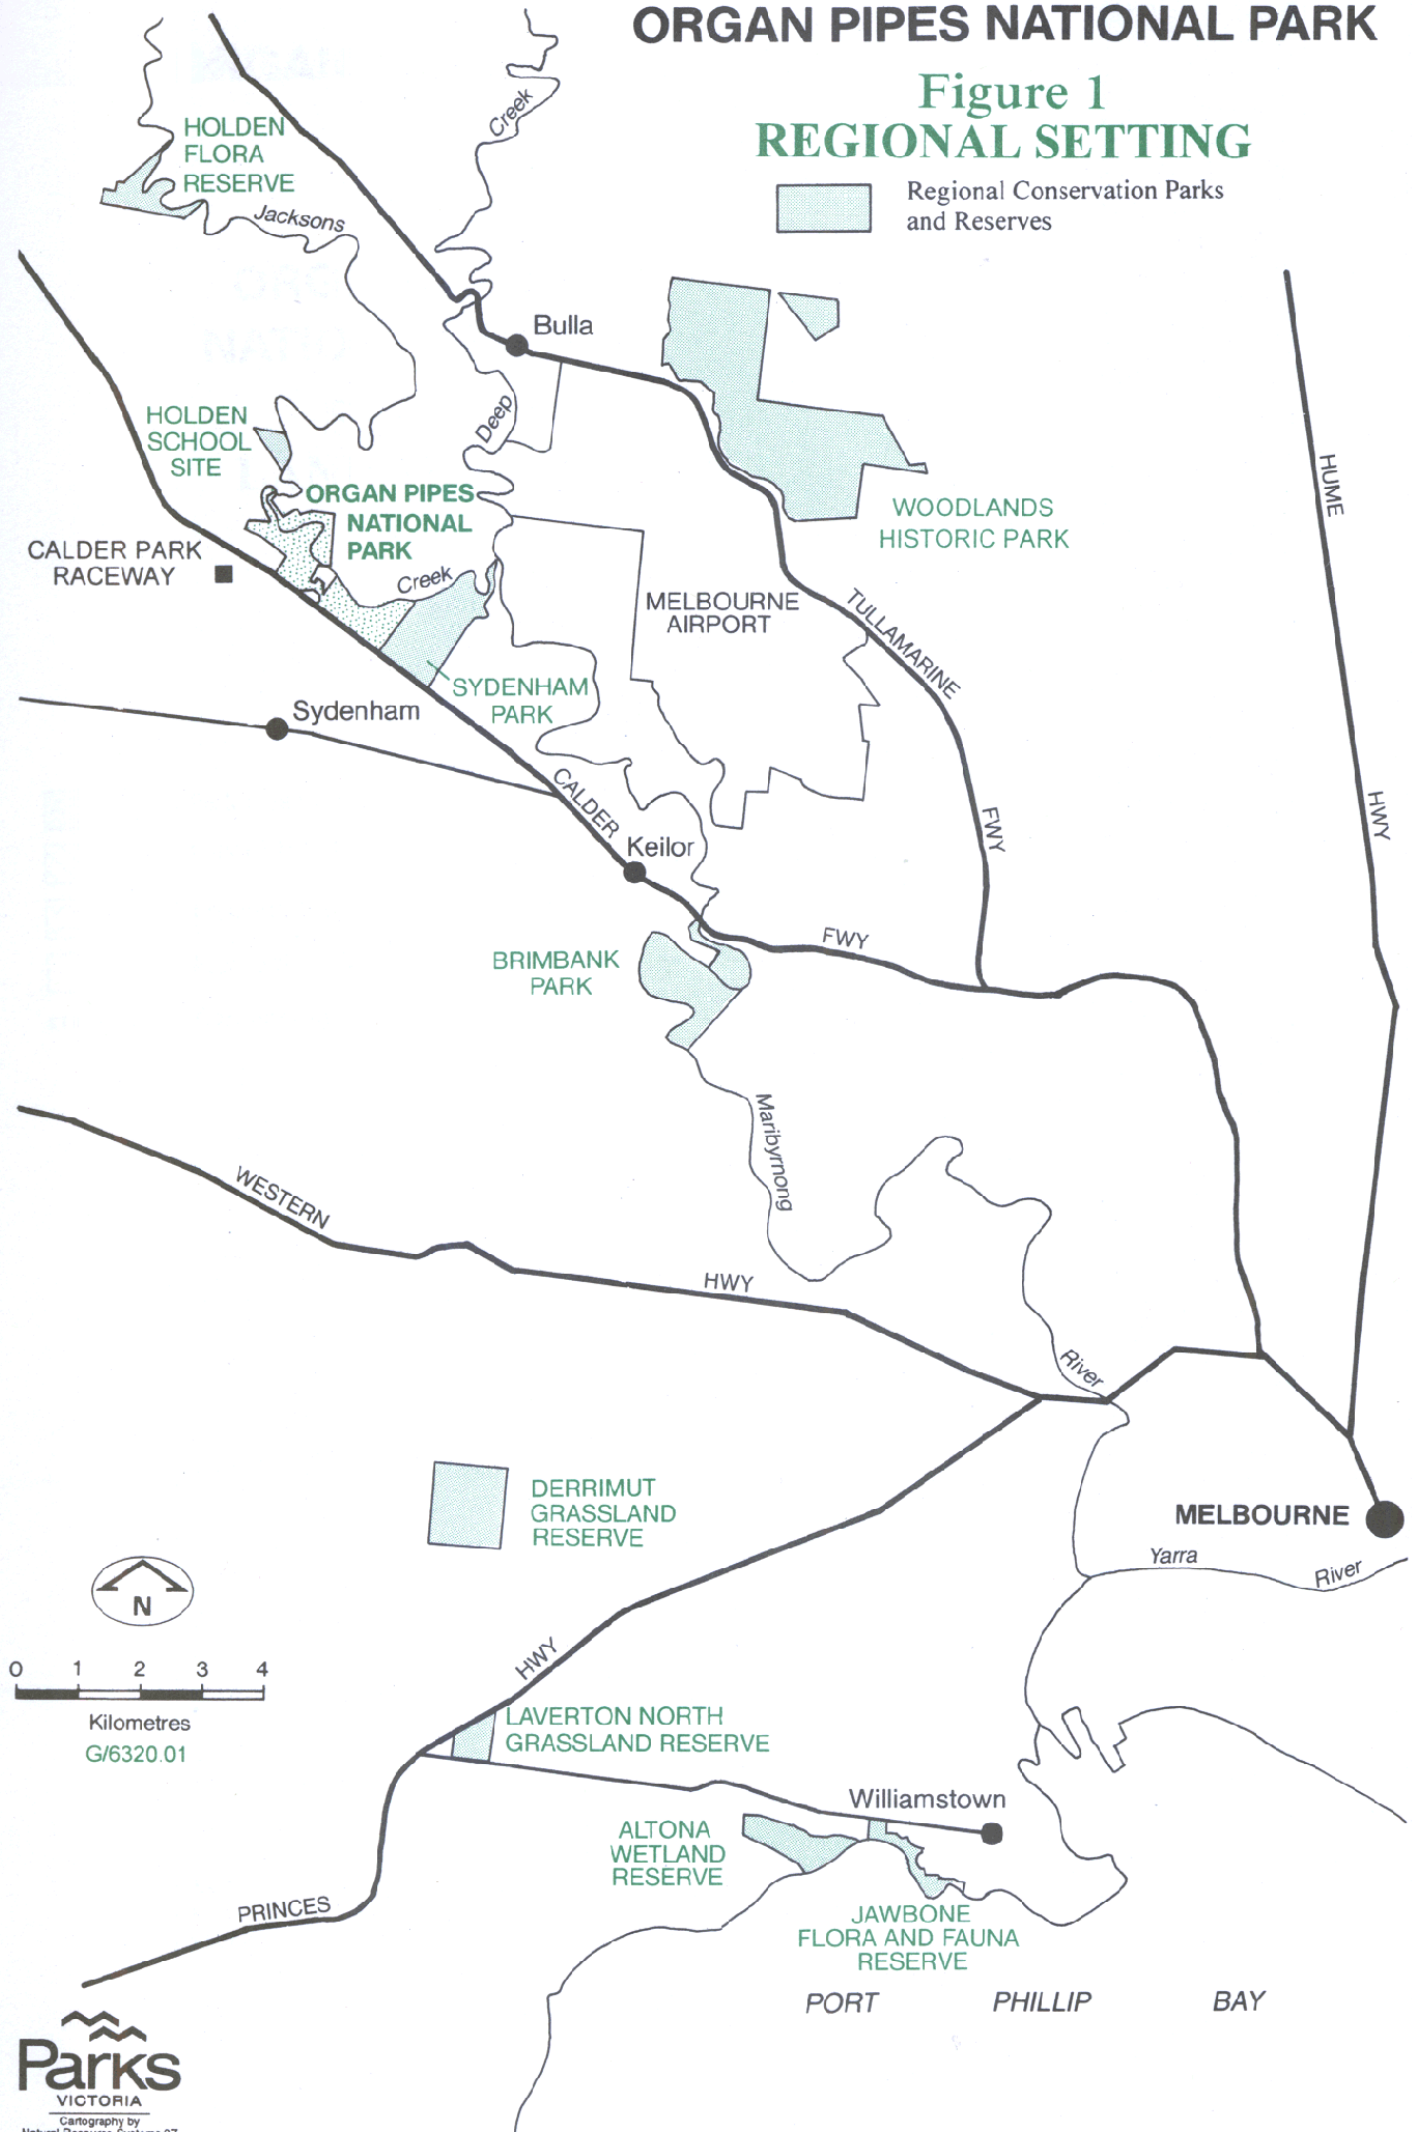 ORGAN PIPES NATIONAL PARK
Figure 1
REGIONAL SETTING
Regional Conservation Parks
and Reserves
Creek
HOLDEN
FLORA
RESERVE
Jacksons
Bulla
Deep
HOLDEN
SCHOOL
SITE
ORGAN PIPES
NATIONAL
PARK
CALDER PARK
RACEWAY
Creek
WOODLANDS
HISTORIC PARK
HUME
HWY
MELBOURNE
AIRPORT
TULLAMARINE
FWY
SYDENHAM
PARK
Sydenham
CALDER
FWY
Keilor
BRIMBANK
PARK
Maribyrnong
River
WESTERN
HWY
DERRIMUT
GRASSLAND
RESERVE
MELBOURNE
Yarra
River
N
0 1 2 3 4
Kilometres
G/6320.01
HWY
LAVERTON NORTH
GRASSLAND RESERVE
Williamstown
ALTONA
WETLAND
RESERVE
PRINCES
JAWBONE
FLORA AND FAUNA
RESERVE
PORT PHILLIP BAY
Parks
VICTORIA
Cartography by